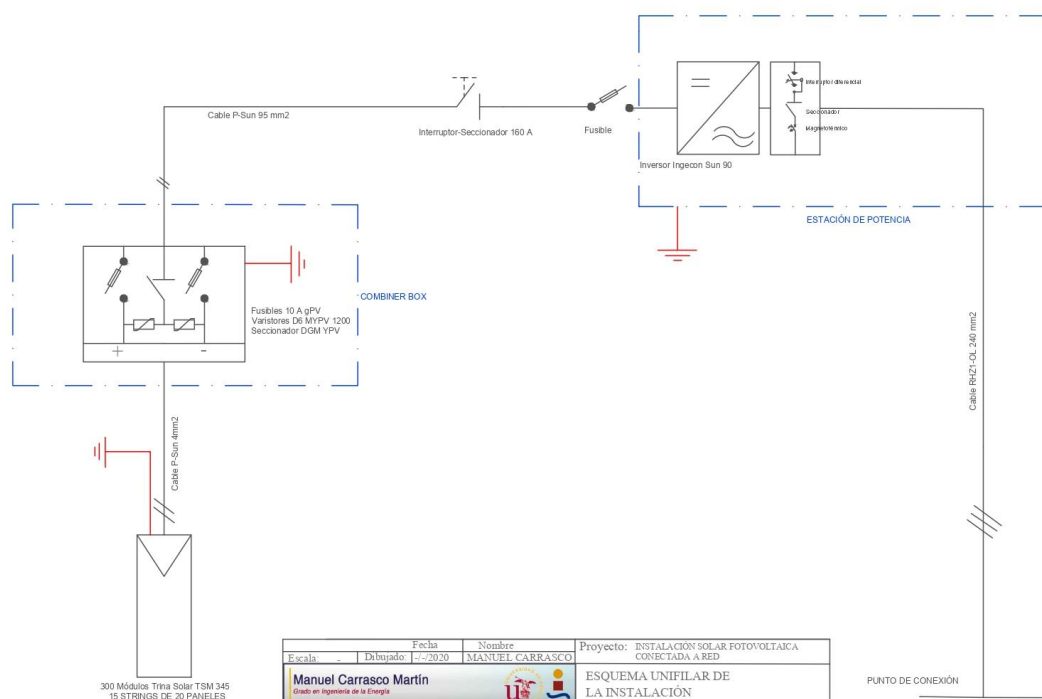 Cable P-Sun 95 mm2
Interruptor-Seccionador 160 A
Fusible
Inversor Ingecon Sun 90
Interruptor diferencial
Seccionador
Magnetotérmico
ESTACIÓN DE POTENCIA
Fusibles 10 A gPV
Varistores D6 MYPV 1200
Seccionador DGM YPV
COMBINER BOX
+
-
Cable P-Sun 4mm2
Cable RHZ1-OL 240 mm2
300 Módulos Trina Solar TSM 345
15 STRINGS DE 20 PANELES
Fecha
Nombre
Escala: -
Dibujado:
-/-/2020
MANUEL CARRASCO
Proyecto: INSTALACIÓN SOLAR FOTOVOLTAICA
CONECTADA A RED
Manuel Carrasco Martín
Grado en Ingeniería de la Energía
ESQUEMA UNIFILAR DE
LA INSTALACIÓN
PUNTO DE CONEXIÓN